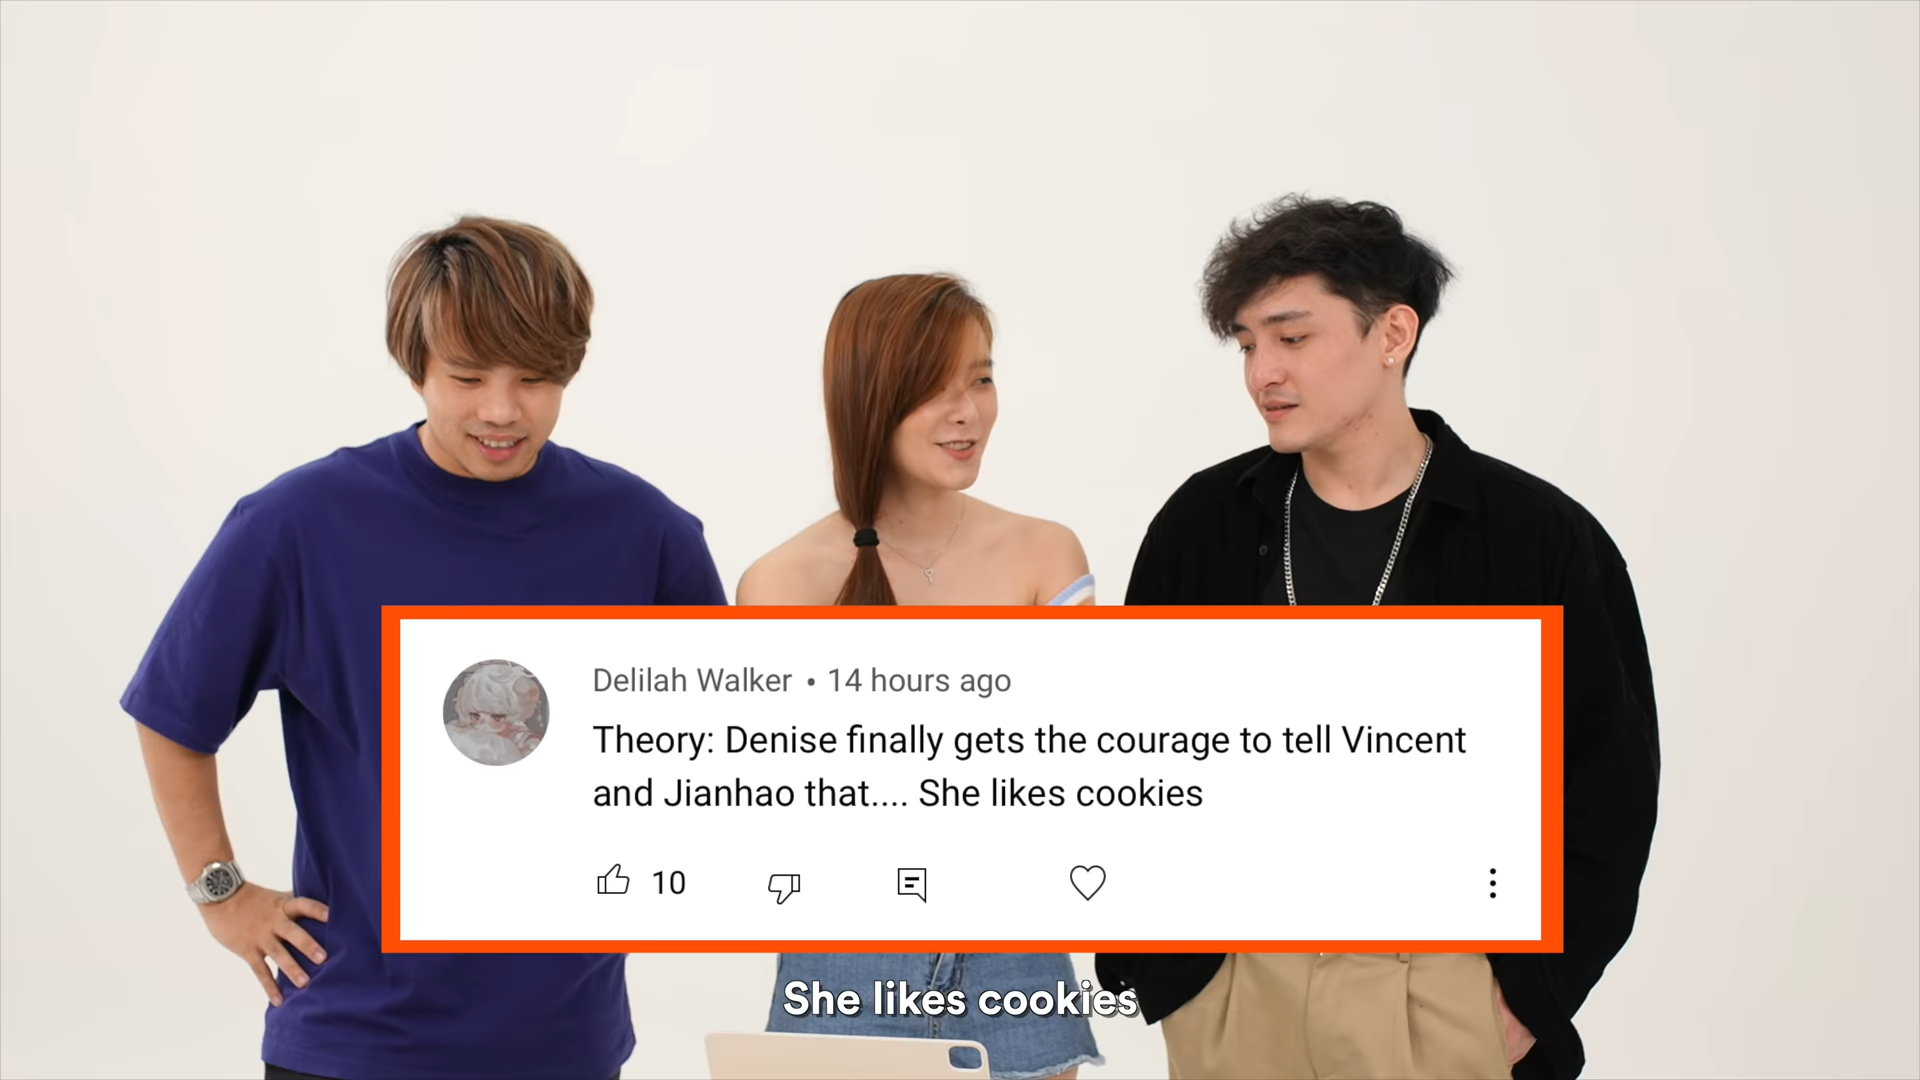 Delilah Walker • 14 hours ago
Theory: Denise finally gets the courage to tell Vincent
and Jianhao that.... She likes cookies
10
She likes cookies